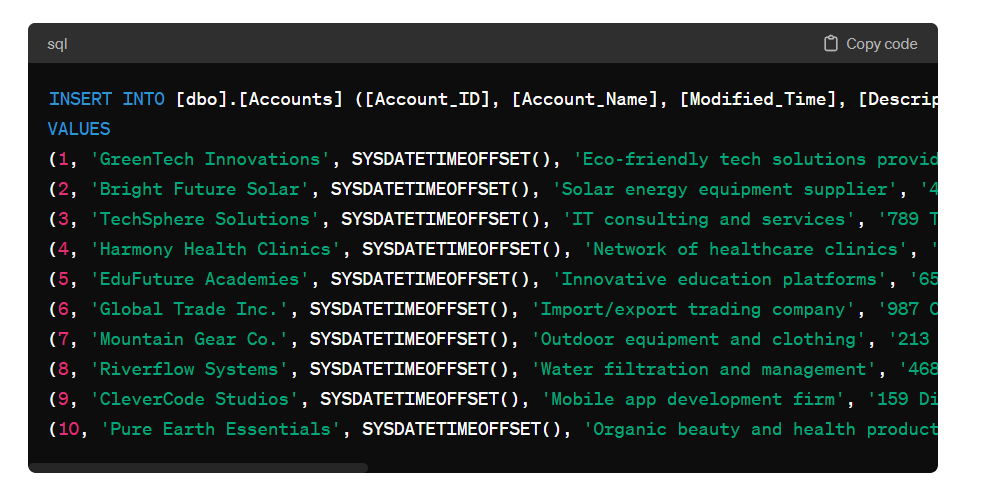 sql
Copy code
INSERT INTO [dbo].[Accounts] ([Account_ID], [Account_Name], [Modified_Time], [Descrip
VALUES
(1, 'GreenTech Innovations', SYSDATETIMEOFFSET(), 'Eco-friendly tech solutions provid
(2, 'Bright Future Solar', SYSDATETIMEOFFSET(), 'Solar energy equipment supplier', '4
(3, 'TechSphere Solutions', SYSDATETIMEOFFSET(), 'IT consulting and services', '789 T
(4, 'Harmony Health Clinics', SYSDATETIMEOFFSET(), 'Network of healthcare clinics', '
(5, 'EduFuture Academies', SYSDATETIMEOFFSET(), 'Innovative education platforms', '65
(6, 'Global Trade Inc.', SYSDATETIMEOFFSET(), 'Import/export trading company', '987 O
(7, 'Mountain Gear Co.', SYSDATETIMEOFFSET(), 'Outdoor equipment and clothing', '213
(8, 'Riverflow Systems', SYSDATETIMEOFFSET(), 'Water filtration and management', '468
(9, 'CleverCode Studios', SYSDATETIMEOFFSET(), 'Mobile app development firm', '159 Di
(10, 'Pure Earth Essentials', SYSDATETIMEOFFSET(), 'Organic beauty and health product